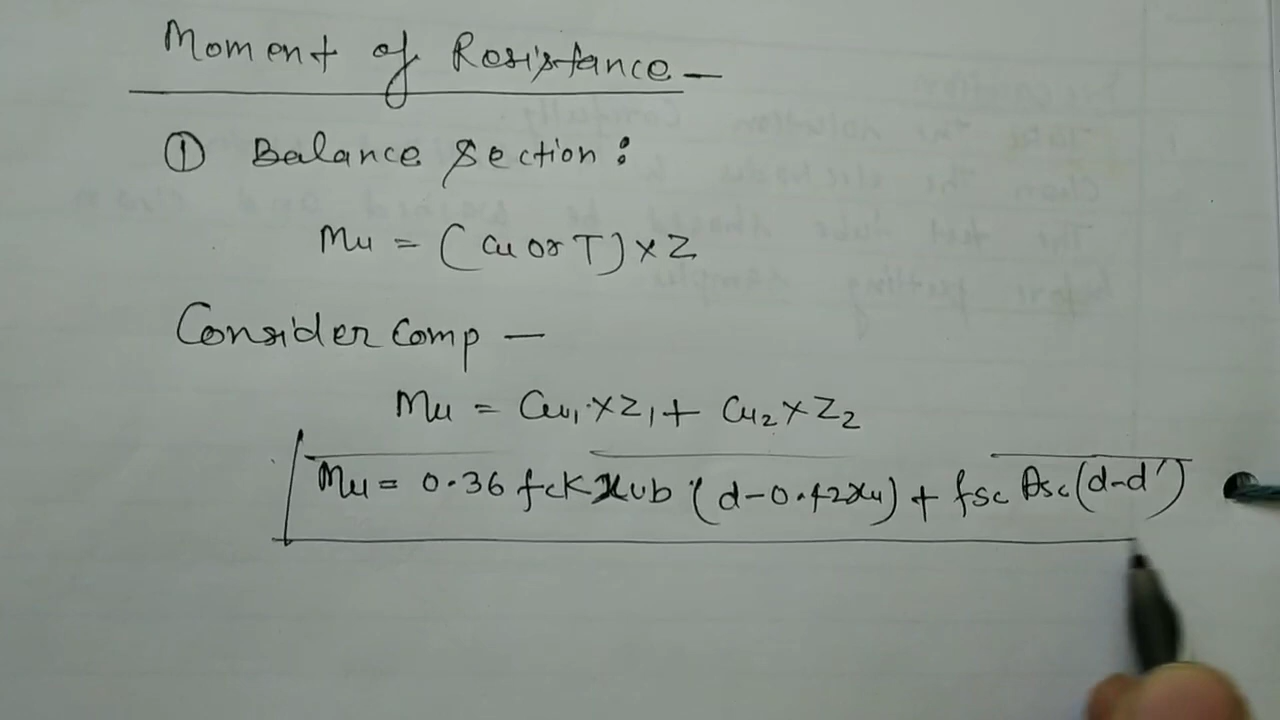 Moment of Resistance –
① Balance Section :
Mu = (Cu or T) × Z
Consider Comp –
Mu = Cu₁ × Z₁ + Cu₂ × Z₂
Mu = 0.36 fck xu b (d-0.42xu) + fsc Asc (d-d')